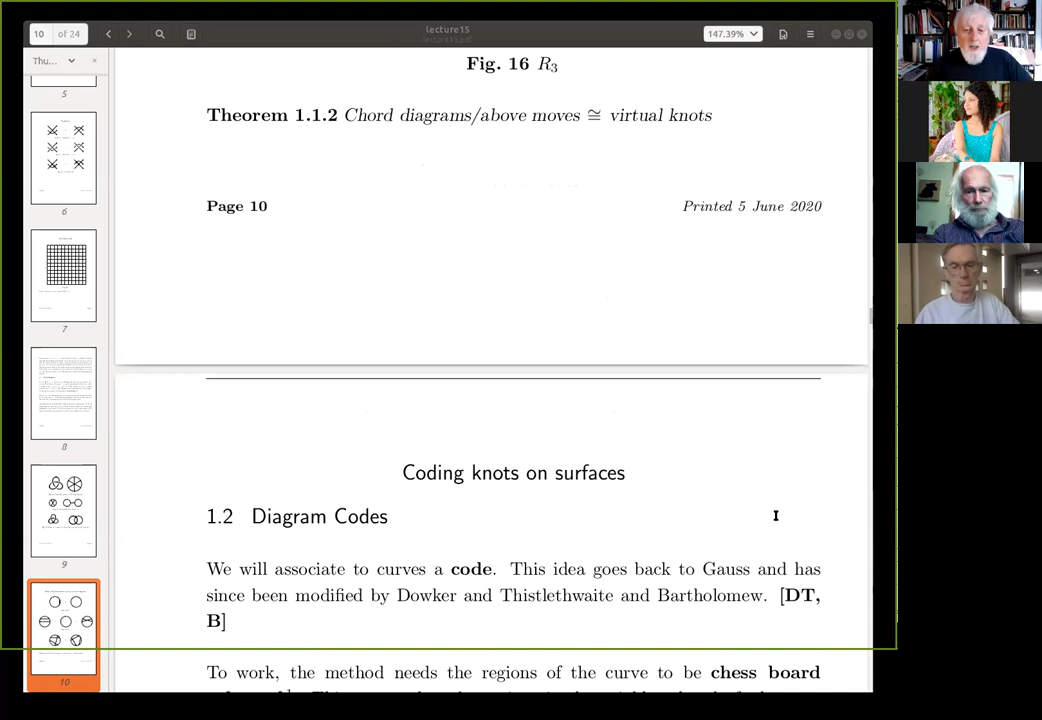 10 of 24
lecture15
lecture15.pdf
147.39%
Thu...
5
6
7
8
9
10
Fig. 16 R₃
Theorem 1.1.2 Chord diagrams/above moves ≅ virtual knots
Page 10
Printed 5 June 2020
Coding knots on surfaces
1.2 Diagram Codes
We will associate to curves a code. This idea goes back to Gauss and has
since been modified by Dowker and Thistlethwaite and Bartholomew. [DT,
B]
To work, the method needs the regions of the curve to be chess board